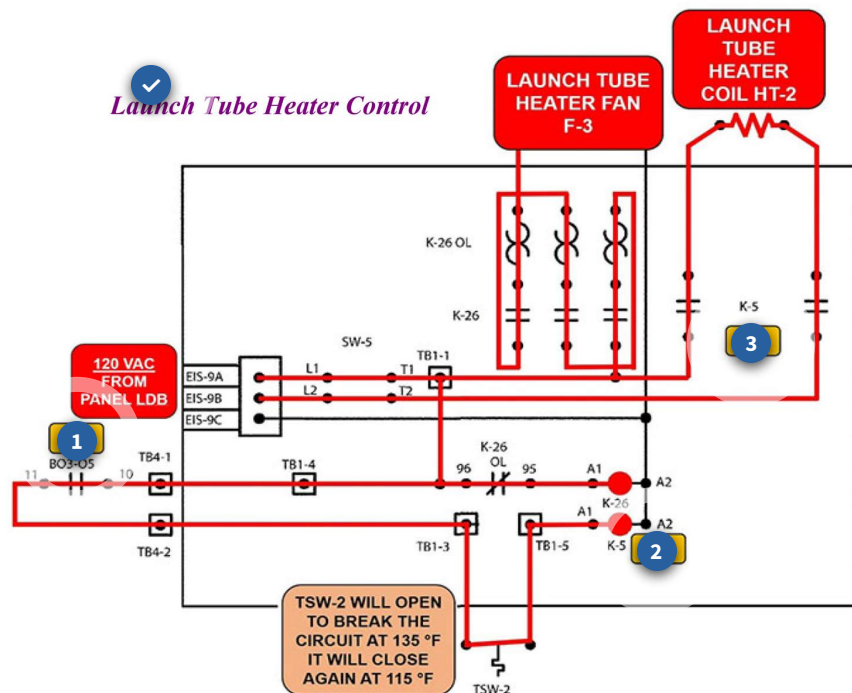 LAUNCH
TUBE
HEATER
COIL HT-2
LAUNCH TUBE
HEATER FAN
F-3
Launch Tube Heater Control
K-26 OL
K-26
K-5
3
SW-5
TB1-1
120 VAC
FROM
PANEL LDB
EIS-9A
L1
T1
EIS-9B
L2
T2
EIS-9C
1
BO3-O5
11
10
TB4-1
TB1-4
96
K-26
OL
95
A1
A2
K-26
A1
A2
TB4-2
TB1-3
TB1-5
K-5
2
TSW-2 WILL OPEN
TO BREAK THE
CIRCUIT AT 135 °F
IT WILL CLOSE
AGAIN AT 115 °F
TSW-2